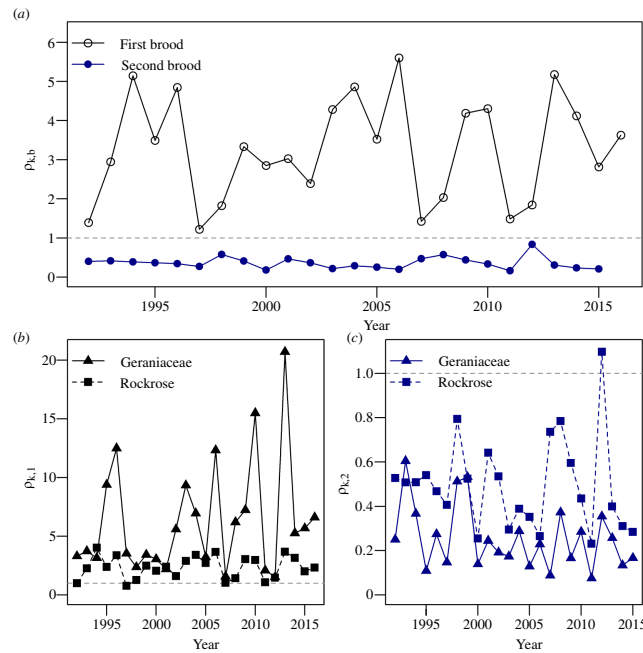 (a)
First brood
Second brood
6
5
4
3
2
1
0
ρk,b
1995 2000 2005 2010 2015
Year
(b) (c)
Geraniaceae
Rockrose
20
15
10
5
0
ρk,1
1995 2000 2005 2010 2015
Year
Geraniaceae
Rockrose
1.0
0.8
0.6
0.4
0.2
0.0
ρk,2
1995 2000 2005 2010 2015
Year